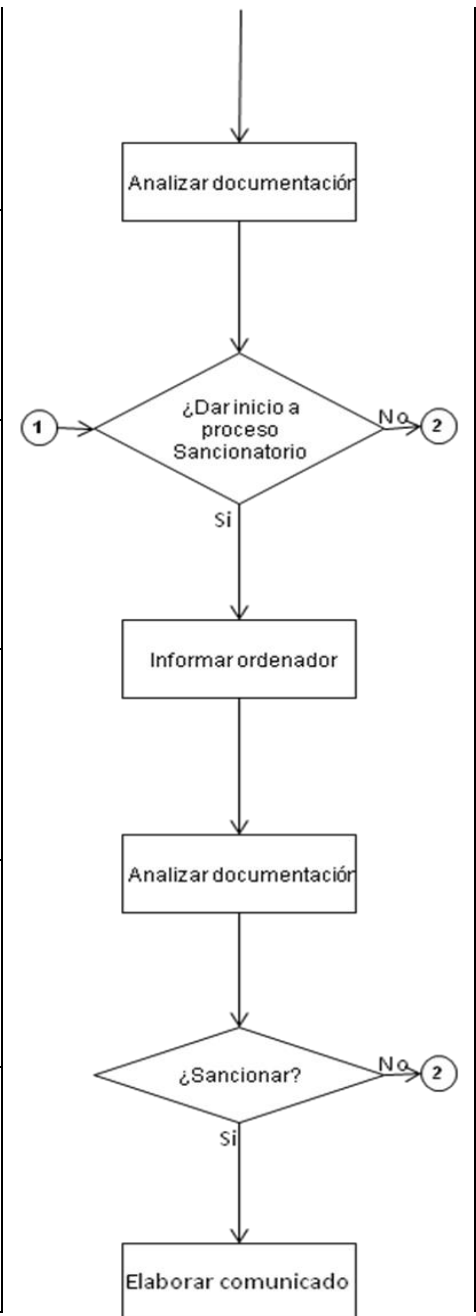 Analizar documentación
¿Dar inicio a
proceso
Sancionatorio
1
No
2
Si
Informar ordenador
Analizar documentación
¿Sancionar?
No
2
Si
Elaborar comunicado